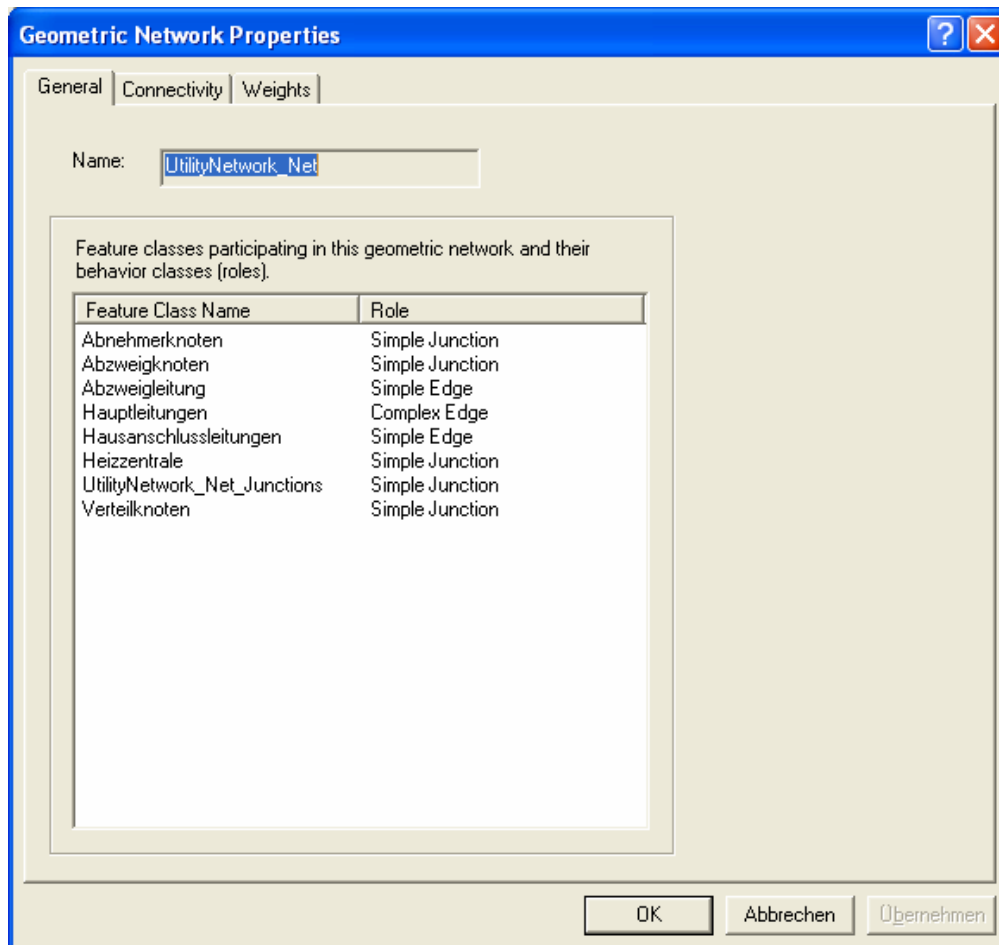 Geometric Network Properties
General Connectivity Weights
Name: UtilityNetwork_Net
Feature classes participating in this geometric network and their
behavior classes (roles).
Feature Class Name Role
Abnehmerknoten Simple Junction
Abzweigknoten Simple Junction
Abzweigleitung Simple Edge
Hauptleitungen Complex Edge
Hausanschlussleitungen Simple Edge
Heizzentrale Simple Junction
UtilityNetwork_Net_Junctions Simple Junction
Verteilknoten Simple Junction
OK Abbrechen Übernehmen